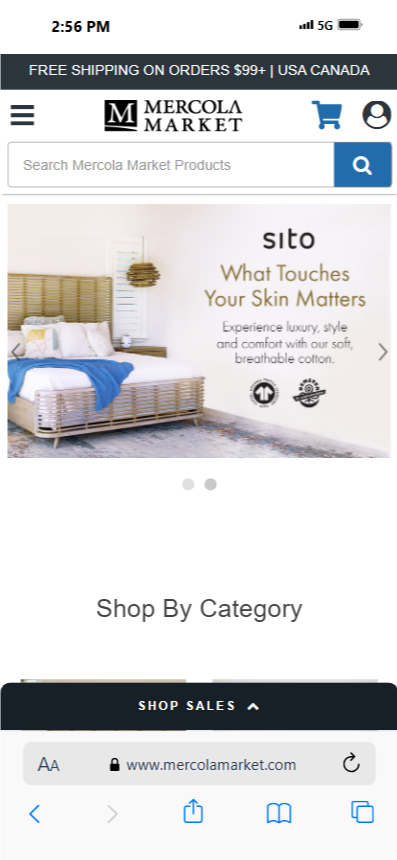 2:56 PM
5G
FREE SHIPPING ON ORDERS $99+ | USA CANADA
M MERCOLA
MARKET
Search Mercola Market Products
sito
What Touches
Your Skin Matters
Experience luxury, style
and comfort with our soft,
breathable cotton.
Shop By Category
SHOP SALES
AA
www.mercolamarket.com